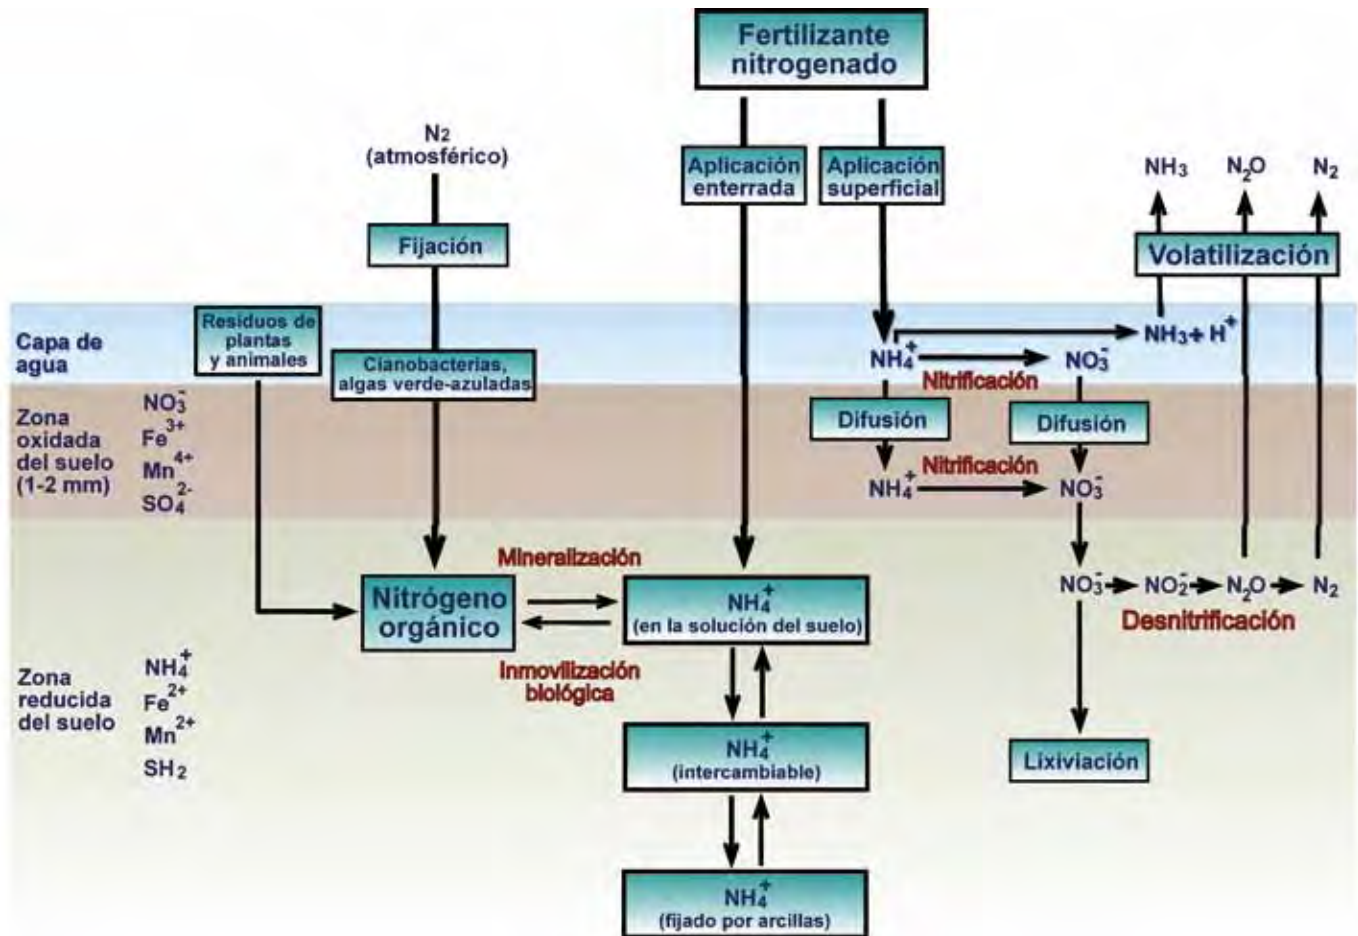 Fertilizante
nitrogenado
N₂
(atmosférico)
Aplicación
enterrada
Aplicación
superficial
NH₃
N₂O
N₂
Fijación
Volatilización
Capa de
agua
Residuos de
plantas
y animales
Cianobacterias,
algas verde-azuladas
NH₄⁺
Nitrificación
NO₃⁻
NH₃ + H⁺
Zona
oxidada
del suelo
(1-2 mm)
NO₃⁻
Fe³⁺
Mn⁴⁺
SO₄²⁻
Difusión
Difusión
NH₄⁺
Nitrificación
NO₃⁻
Mineralización
Nitrógeno
orgánico
Inmovilización
biológica
NH₄⁺
(en la solución del suelo)
NO₃⁻
NO₂⁻
N₂O
N₂
Desnitrificación
Zona
reducida
del suelo
NH₄⁺
Fe²⁺
Mn²⁺
SH₂
NH₄⁺
(intercambiable)
Lixiviación
NH₄⁺
(fijado por arcillas)